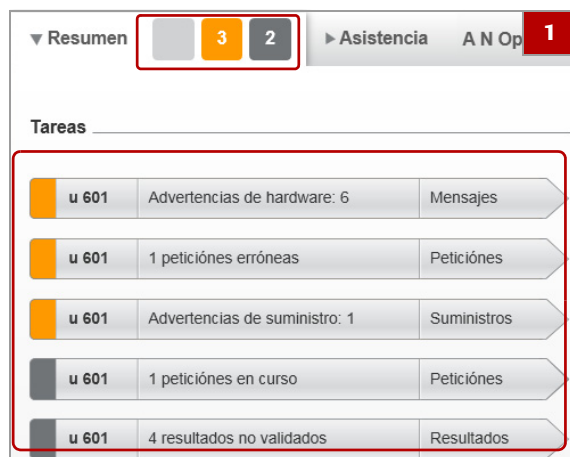 Resumen 3 2 Asistencia A N Op 1
Tareas
u 601 Advertencias de hardware: 6 Mensajes
u 601 1 peticiónes erróneas Peticiónes
u 601 Advertencias de suministro: 1 Suministros
u 601 1 peticiónes en curso Peticiónes
u 601 4 resultados no validados Resultados